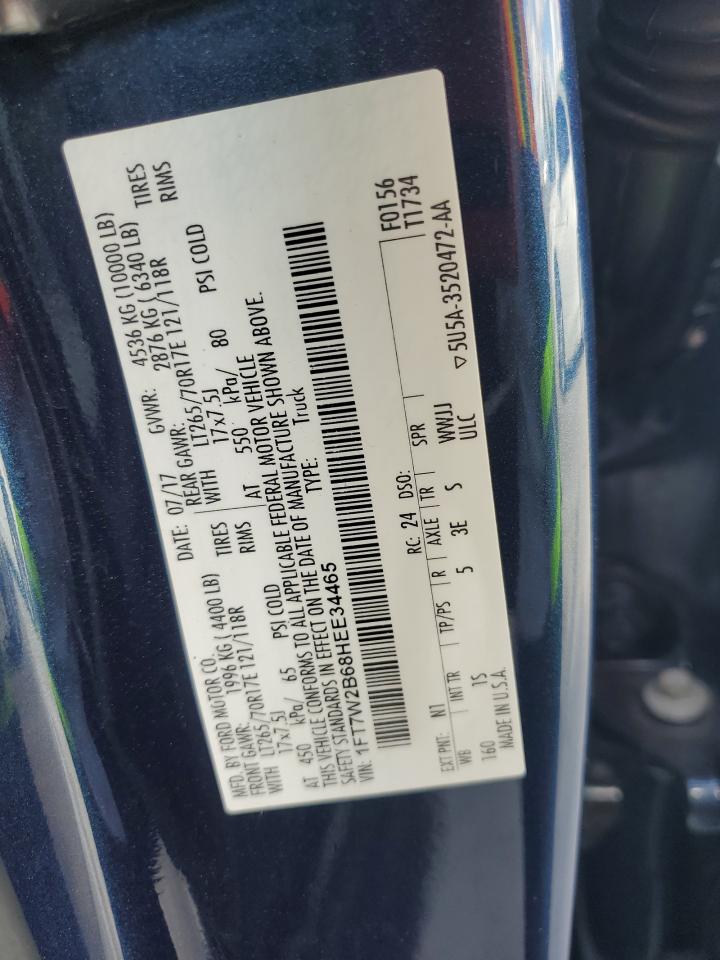 MFD. BY FORD MOTOR CO.
DATE: 07/17 GVWR: 4536 KG (10000 LB)
FRONT GAWR: 1996 KG ( 4400 LB) REAR GAWR: 2876 KG ( 6340 LB)
WITH LT265/70R17E 121/118R TIRES WITH LT265/70R17E 121/118R TIRES
17x7.5J RIMS 17x7.5J RIMS
AT 450 kPa/ 65 PSI COLD AT 550 kPa/ 80 PSI COLD
THIS VEHICLE CONFORMS TO ALL APPLICABLE FEDERAL MOTOR VEHICLE
SAFETY STANDARDS IN EFFECT ON THE DATE OF MANUFACTURE SHOWN ABOVE.
VIN: 1FT7W2B68HEE34465 TYPE: Truck
F0156
T1734
EXT PNT: N1 RC: 24 DSO:
WB INT TR TP/PS R AXLE TR SPR
160 1S 5 3E S WWJJ
ULC
MADE IN U.S.A. ▽5U5A-3520472-AA